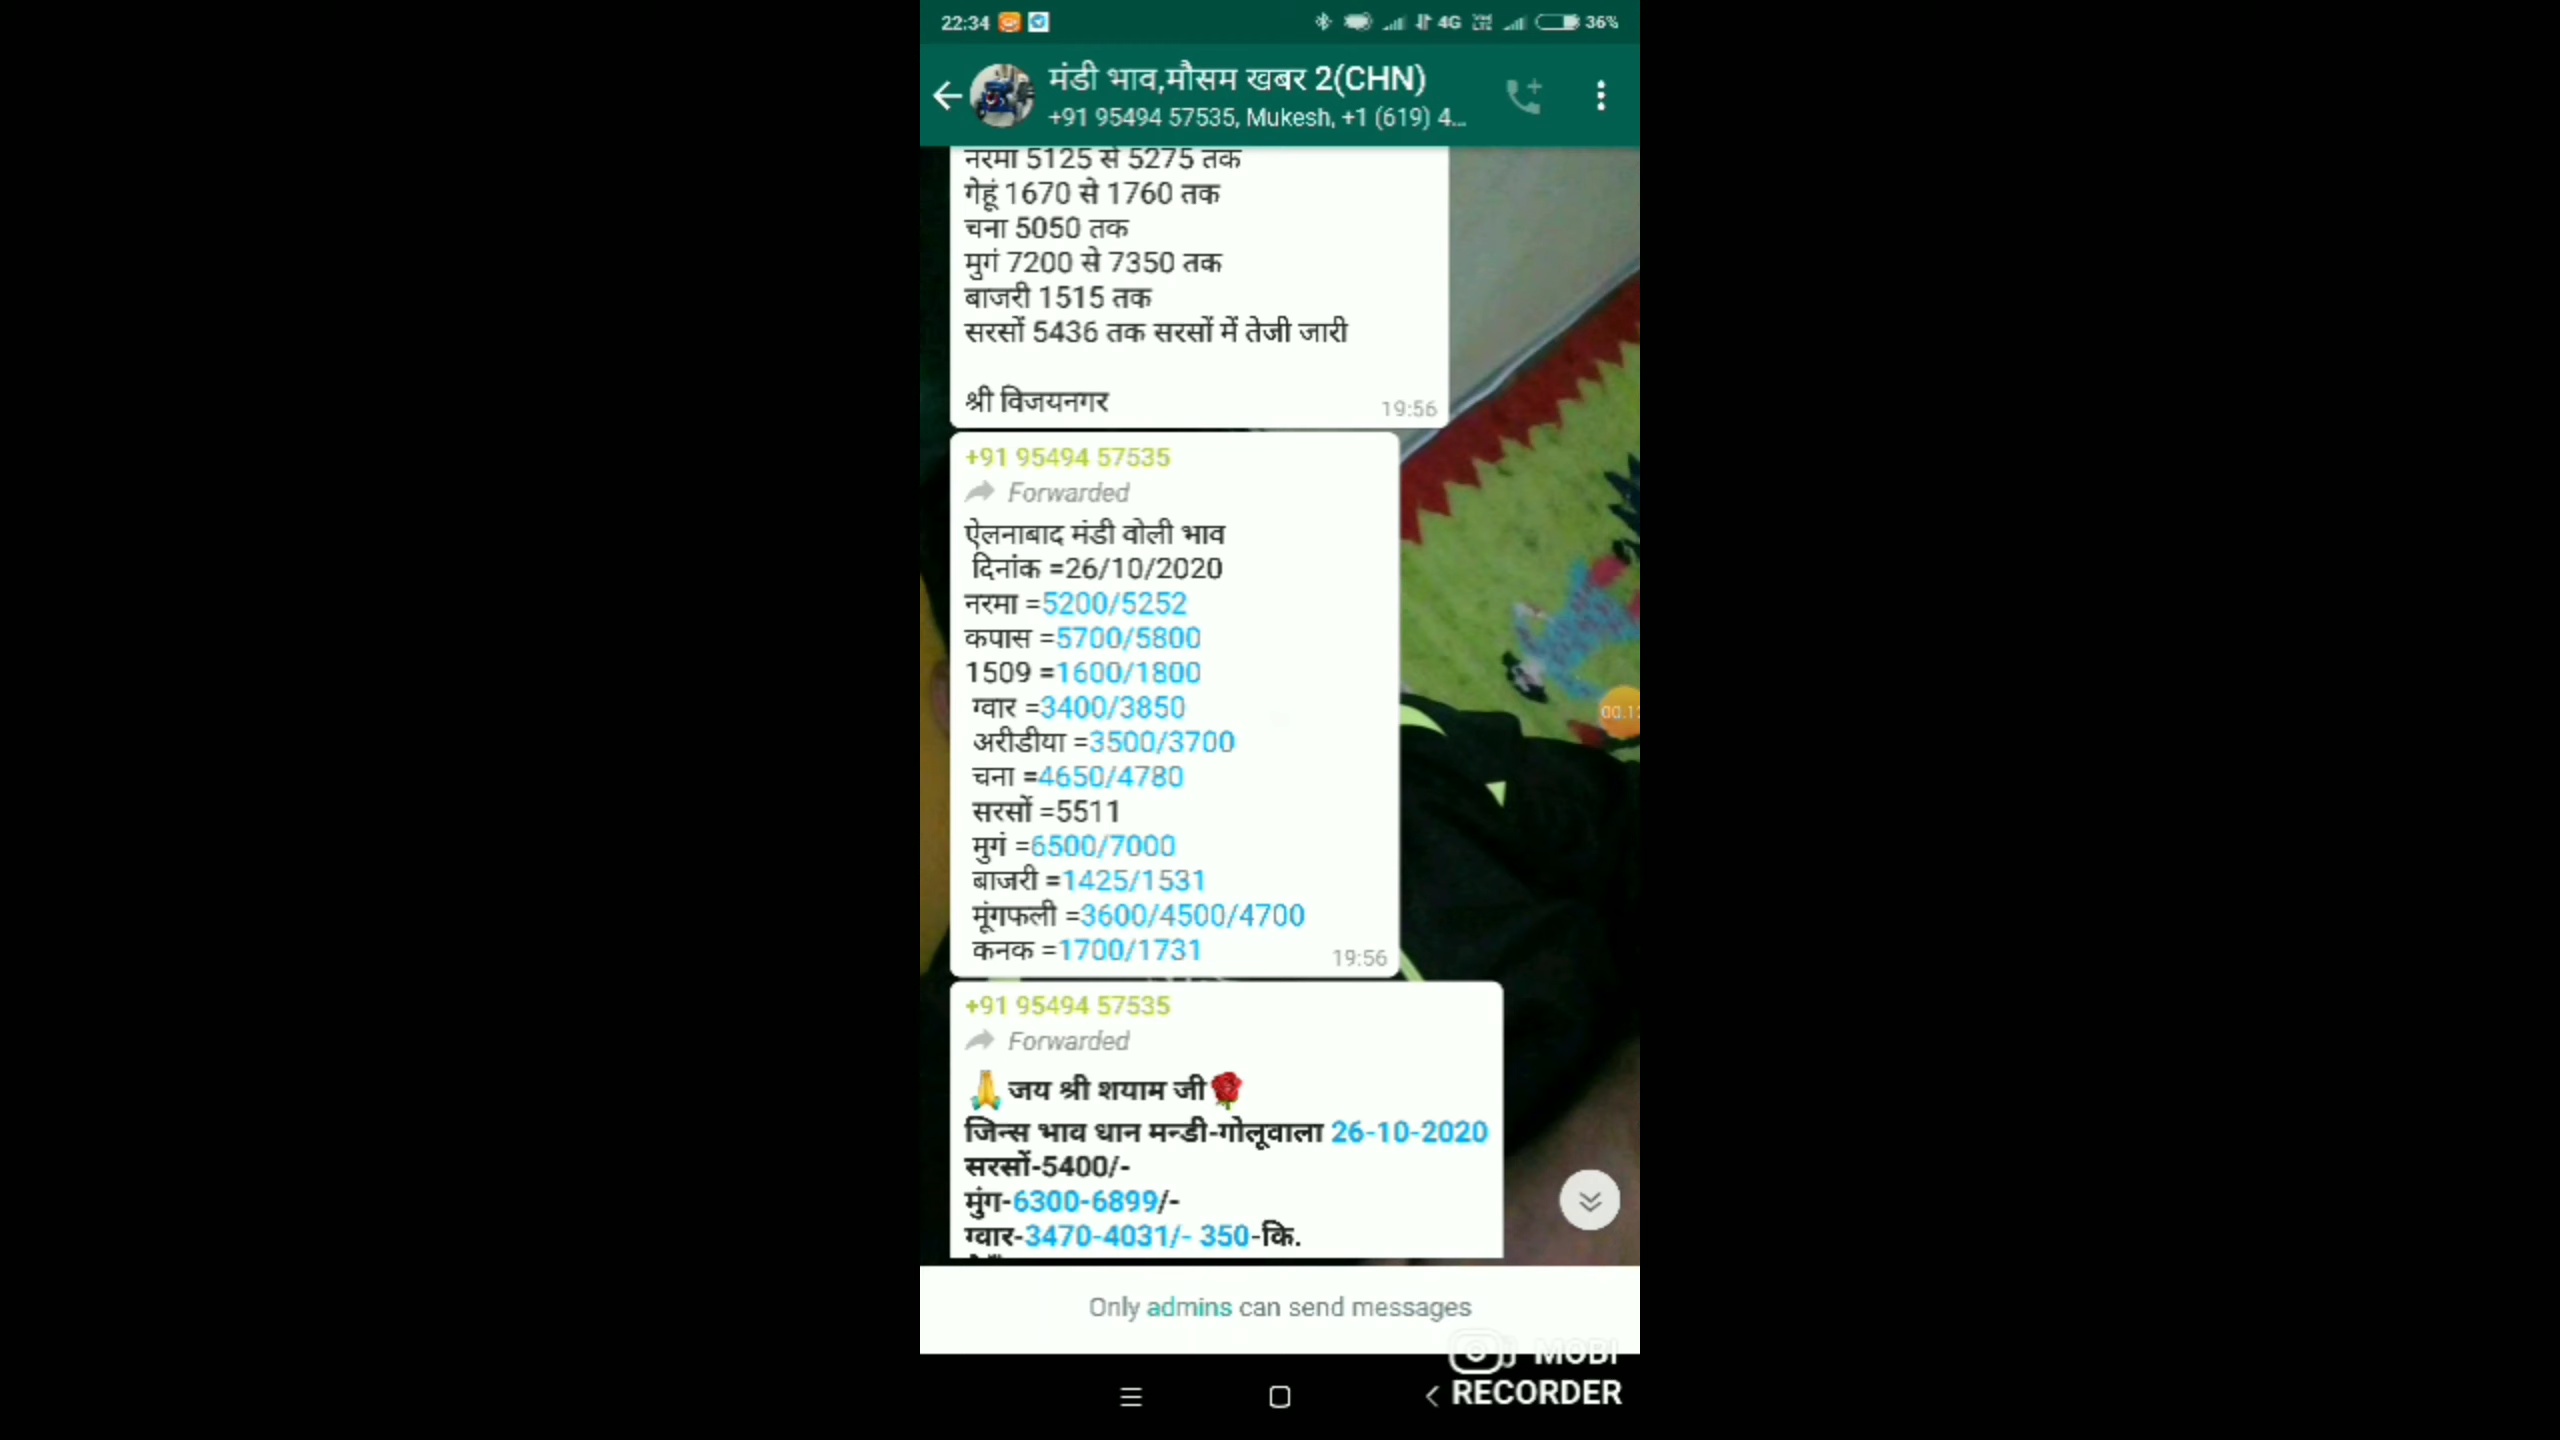 22:34
4G
36%
मंडी भाव,मौसम खबर 2(CHN)
+91 95494 57535, Mukesh, +1 (619) 4...
नरमा 5125 से 5275 तक
गेहूं 1670 से 1760 तक
चना 5050 तक
मुगं 7200 से 7350 तक
बाजरी 1515 तक
सरसों 5436 तक सरसों में तेजी जारी
श्री विजयनगर
19:56
+91 95494 57535
Forwarded
ऐलनाबाद मंडी वोली भाव
दिनांक =26/10/2020
नरमा =5200/5252
कपास =5700/5800
1509 =1600/1800
ग्वार =3400/3850
अरीडीया =3500/3700
चना =4650/4780
सरसों =5511
मुगं =6500/7000
बाजरी =1425/1531
मूंगफली =3600/4500/4700
कनक =1700/1731
19:56
+91 95494 57535
Forwarded
🙏जय श्री शयाम जी🌹
जिन्स भाव धान मन्डी-गोलूवाला 26-10-2020
सरसों-5400/-
मुंग-6300-6899/-
ग्वार-3470-4031/- 350-कि.
Only admins can send messages
MOBI
RECORDER